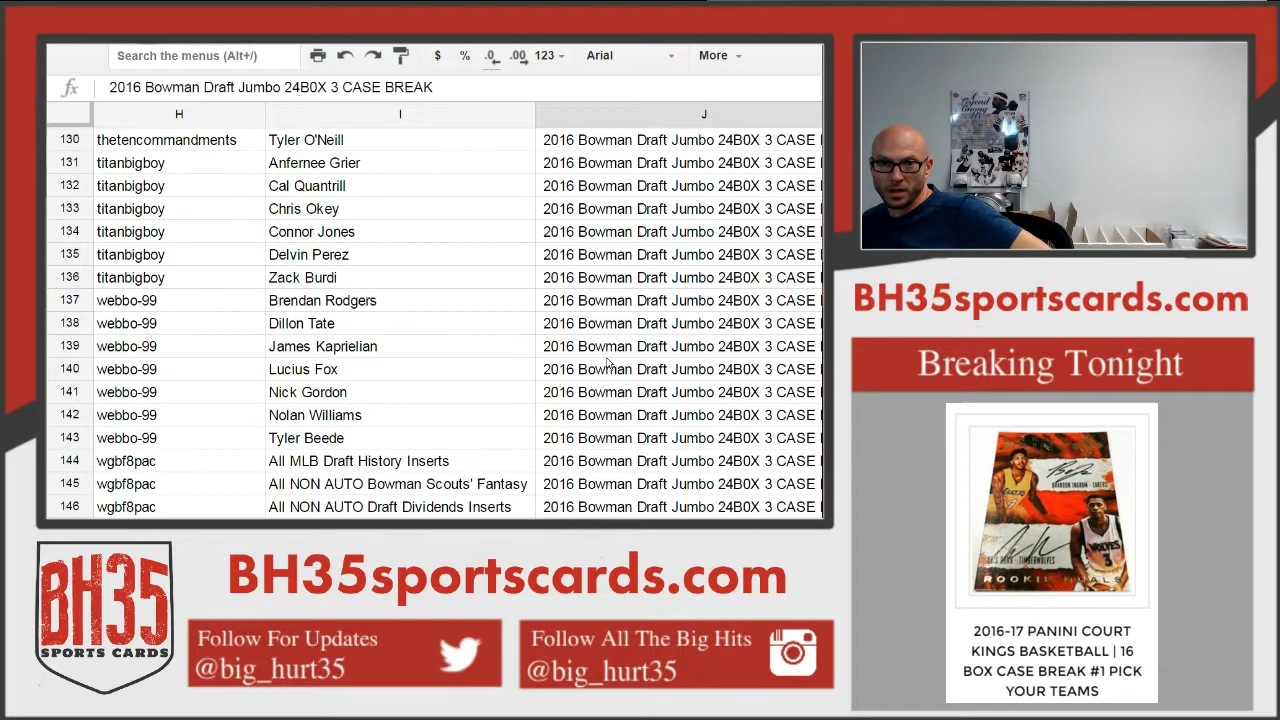 Search the menus (Alt+/)
$ % .0 .00 123 Arial More
fx 2016 Bowman Draft Jumbo 24B0X 3 CASE BREAK
H I J
130 thetencommandments Tyler O'Neill 2016 Bowman Draft Jumbo 24B0X 3 CASE
131 titanbigboy Anfernee Grier 2016 Bowman Draft Jumbo 24B0X 3 CASE
132 titanbigboy Cal Quantrill 2016 Bowman Draft Jumbo 24B0X 3 CASE
133 titanbigboy Chris Okey 2016 Bowman Draft Jumbo 24B0X 3 CASE
134 titanbigboy Connor Jones 2016 Bowman Draft Jumbo 24B0X 3 CASE
135 titanbigboy Delvin Perez 2016 Bowman Draft Jumbo 24B0X 3 CASE
136 titanbigboy Zack Burdi 2016 Bowman Draft Jumbo 24B0X 3 CASE
137 webbo-99 Brendan Rodgers 2016 Bowman Draft Jumbo 24B0X 3 CASE
138 webbo-99 Dillon Tate 2016 Bowman Draft Jumbo 24B0X 3 CASE
139 webbo-99 James Kaprielian 2016 Bowman Draft Jumbo 24B0X 3 CASE
140 webbo-99 Lucius Fox 2016 Bowman Draft Jumbo 24B0X 3 CASE
141 webbo-99 Nick Gordon 2016 Bowman Draft Jumbo 24B0X 3 CASE
142 webbo-99 Nolan Williams 2016 Bowman Draft Jumbo 24B0X 3 CASE
143 webbo-99 Tyler Beede 2016 Bowman Draft Jumbo 24B0X 3 CASE
144 wgbf8pac All MLB Draft History Inserts 2016 Bowman Draft Jumbo 24B0X 3 CASE
145 wgbf8pac All NON AUTO Bowman Scouts' Fantasy 2016 Bowman Draft Jumbo 24B0X 3 CASE
146 wgbf8pac All NON AUTO Draft Dividends Inserts 2016 Bowman Draft Jumbo 24B0X 3 CASE
BH35sportscards.com
Breaking Tonight
BRANDON INGRAM - LAKERS
WOLVES
3
ROOKIE
2016-17 PANINI COURT
KINGS BASKETBALL | 16
BOX CASE BREAK #1 PICK
YOUR TEAMS
BH35
SPORTS CARDS
BH35sportscards.com
Follow For Updates
@big_hurt35
Follow All The Big Hits
@big_hurt35